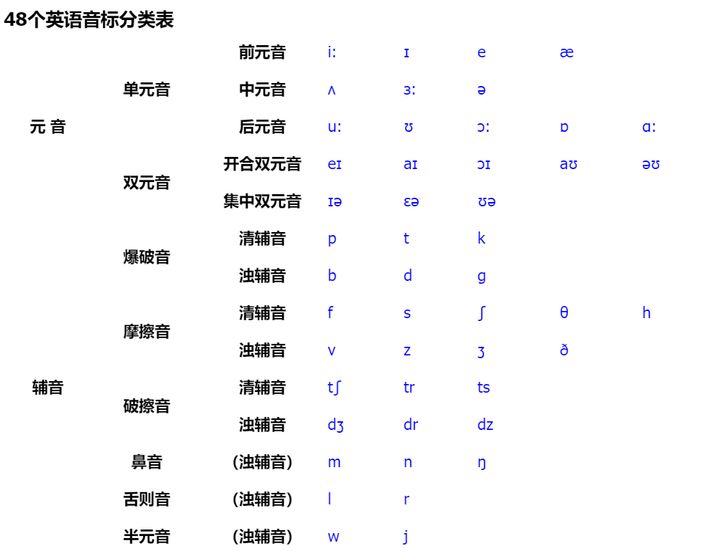 48个英语音标分类表
前元音 i: ɪ e æ
单元音 中元音 ʌ ɜ: ə
元 音 后元音 u: ʊ ɔ: ɒ ɑ:
开合双元音 eɪ aɪ ɔɪ aʊ əʊ
双元音
集中双元音 ɪə ɛə ʊə
清辅音 p t k
爆破音
浊辅音 b d g
清辅音 f s ʃ θ h
摩擦音
浊辅音 v z ʒ ð
辅音 清辅音 tʃ tr ts
破擦音
浊辅音 dʒ dr dz
鼻音 (浊辅音) m n ŋ
舌则音 (浊辅音) l r
半元音 (浊辅音) w j